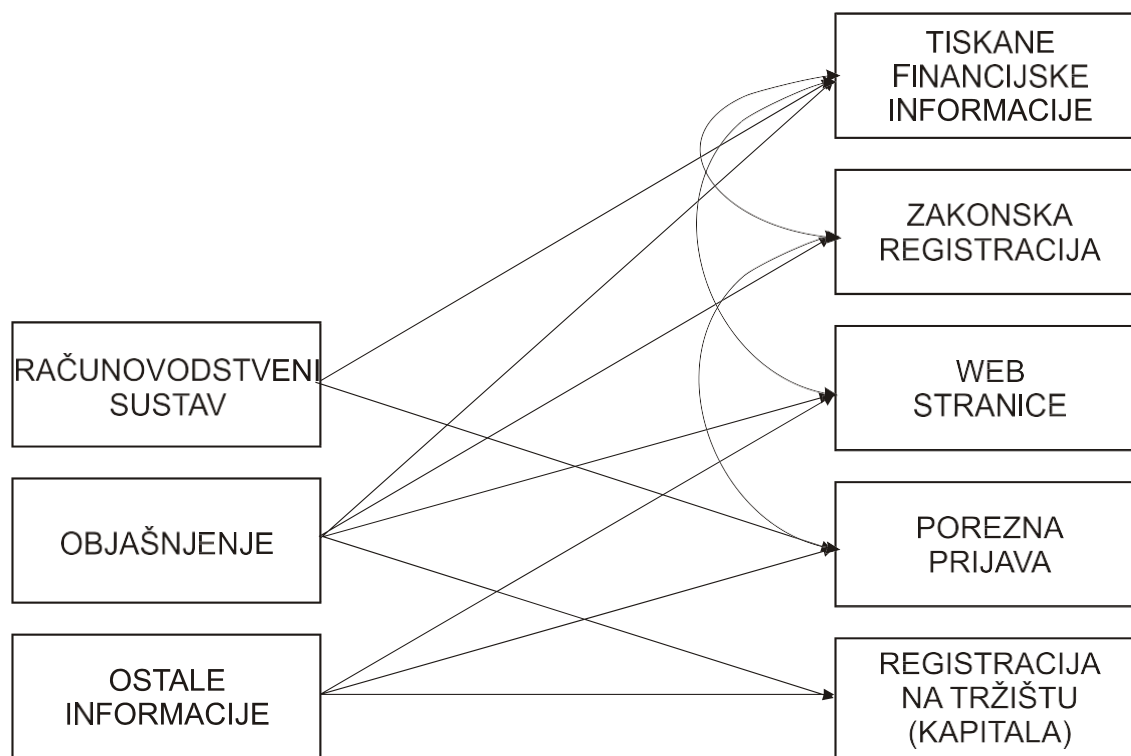 TISKANE
FINANCIJSKE
INFORMACIJE
ZAKONSKA
REGISTRACIJA
RAČUNOVODSTVENI
SUSTAV
WEB
STRANICE
OBJAŠNJENJE
POREZNA
PRIJAVA
OSTALE
INFORMACIJE
REGISTRACIJA
NA TRŽIŠTU
(KAPITALA)